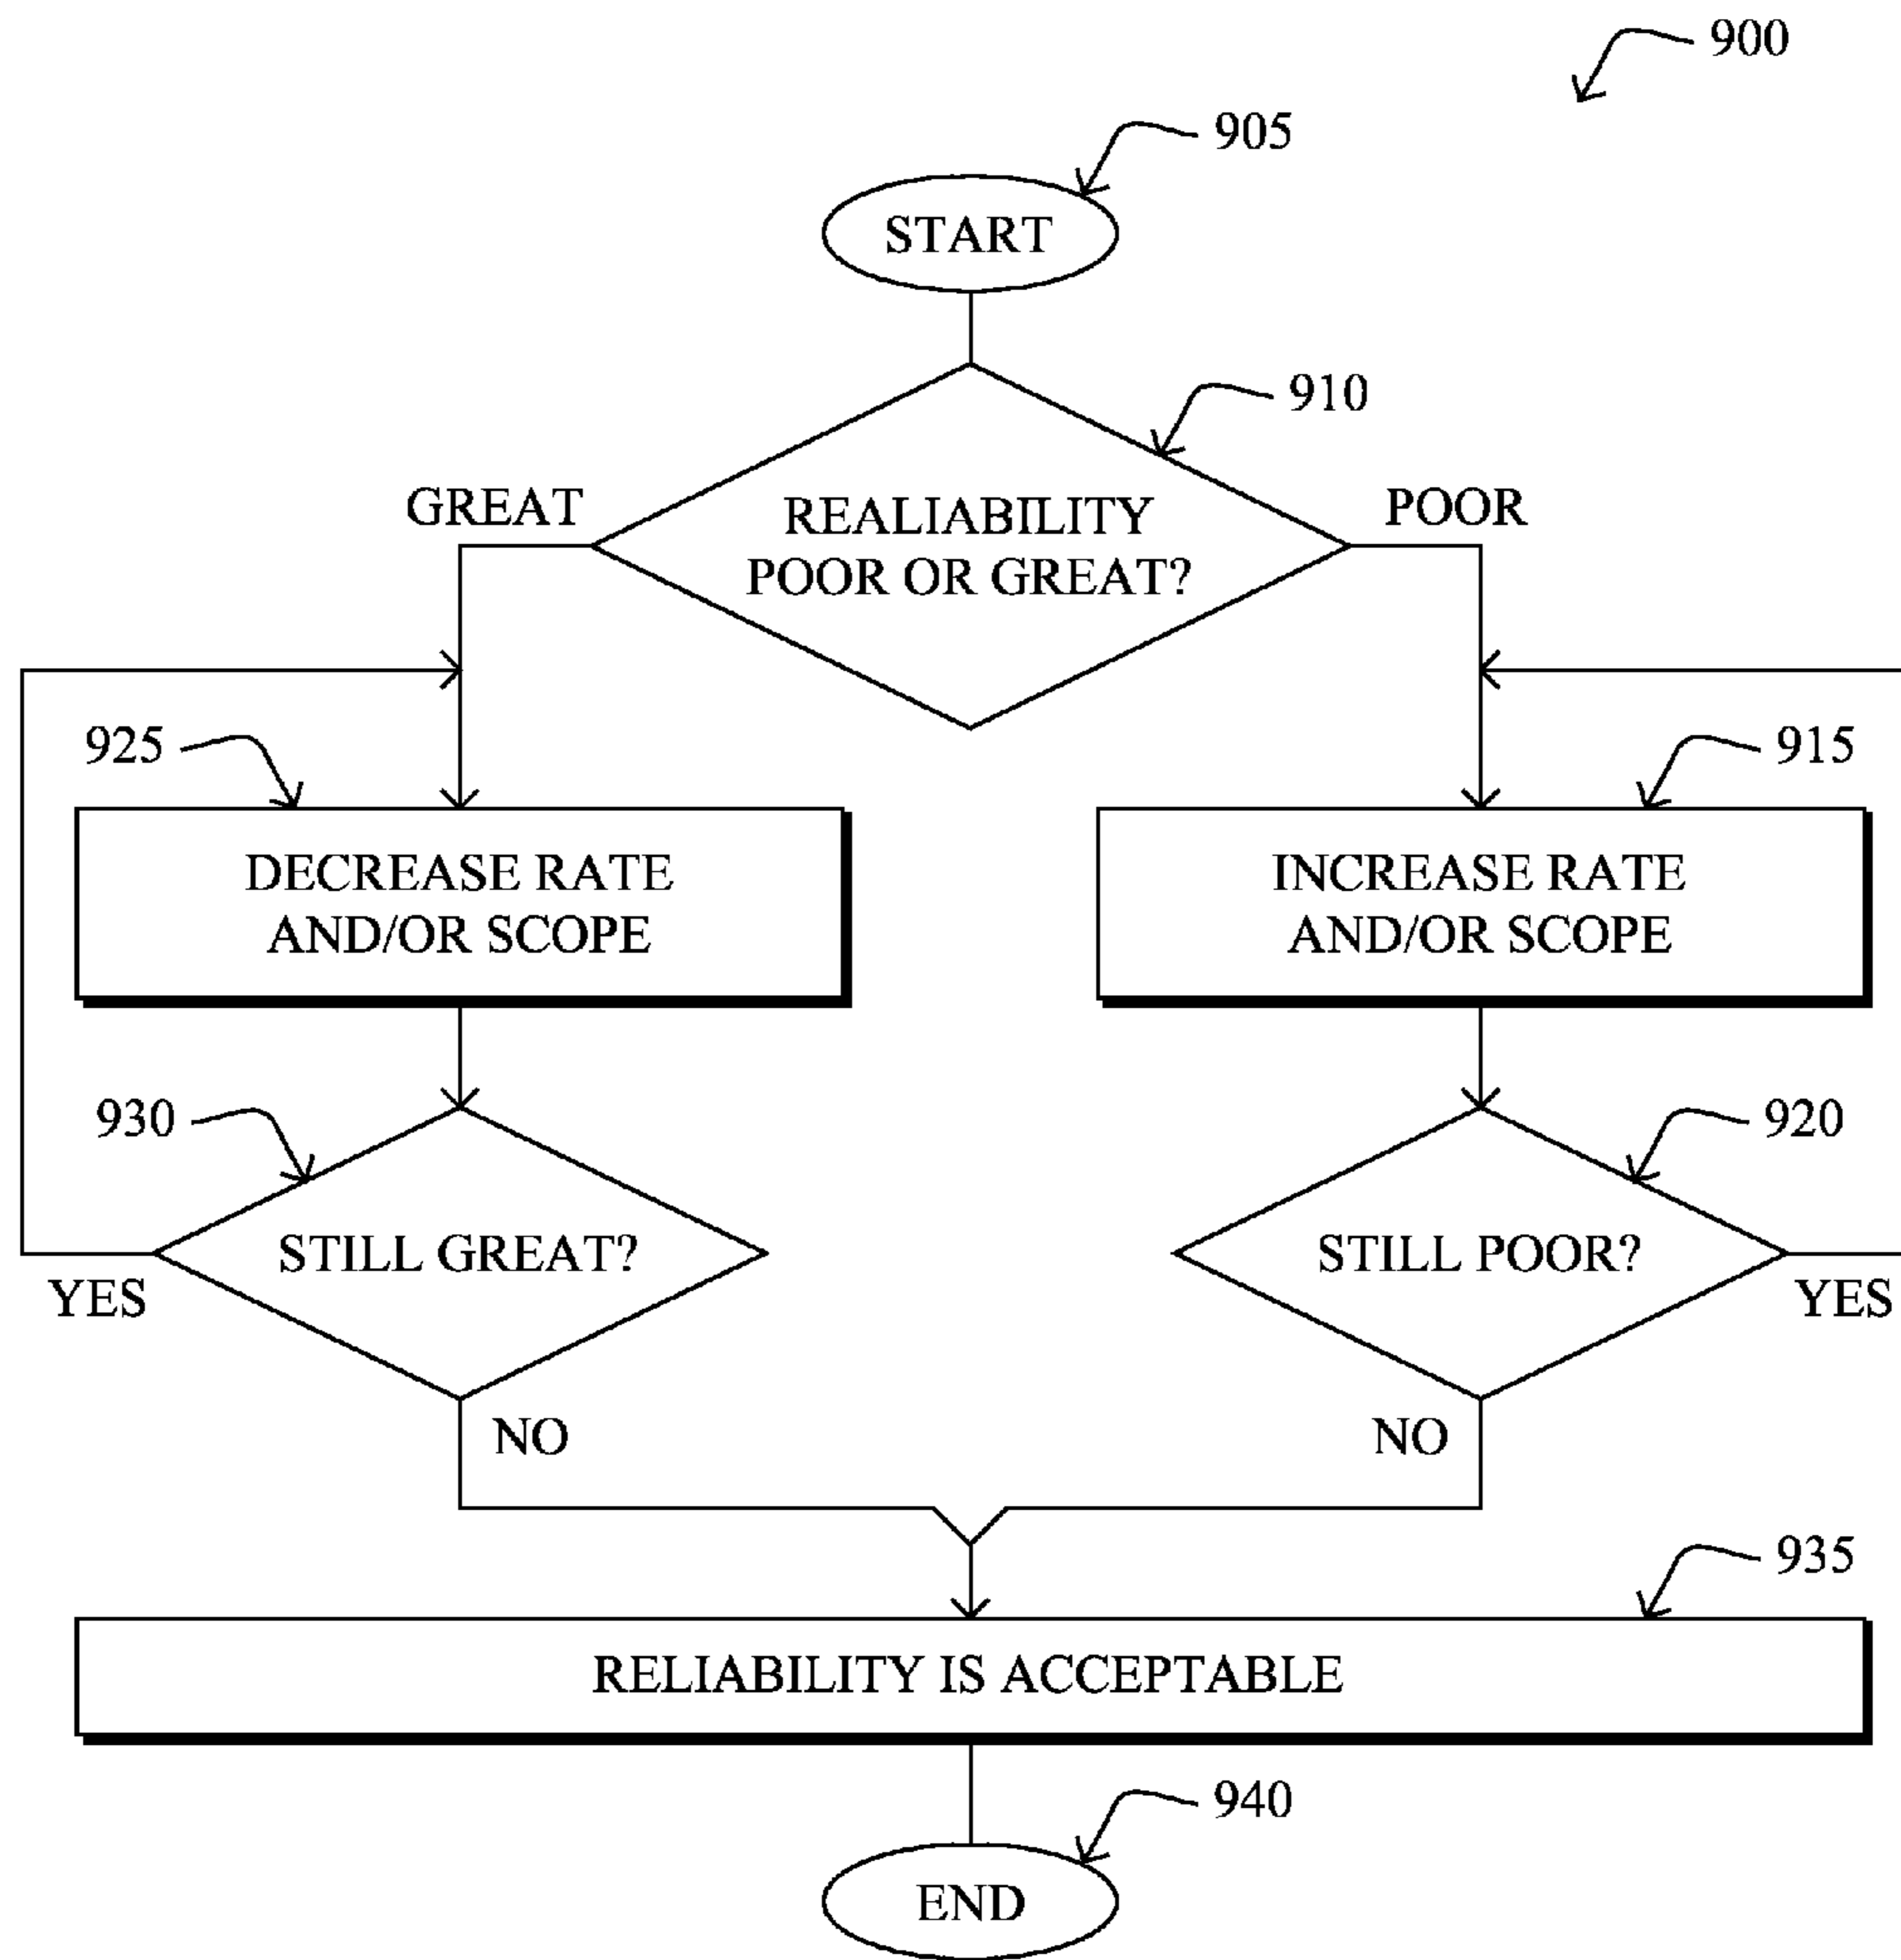 900
905
START
910
GREAT
POOR
REALIABILITY
POOR OR GREAT?
925
915
DECREASE RATE
AND/OR SCOPE
INCREASE RATE
AND/OR SCOPE
930
920
STILL GREAT?
STILL POOR?
YES
YES
NO
NO
935
RELIABILITY IS ACCEPTABLE
940
END